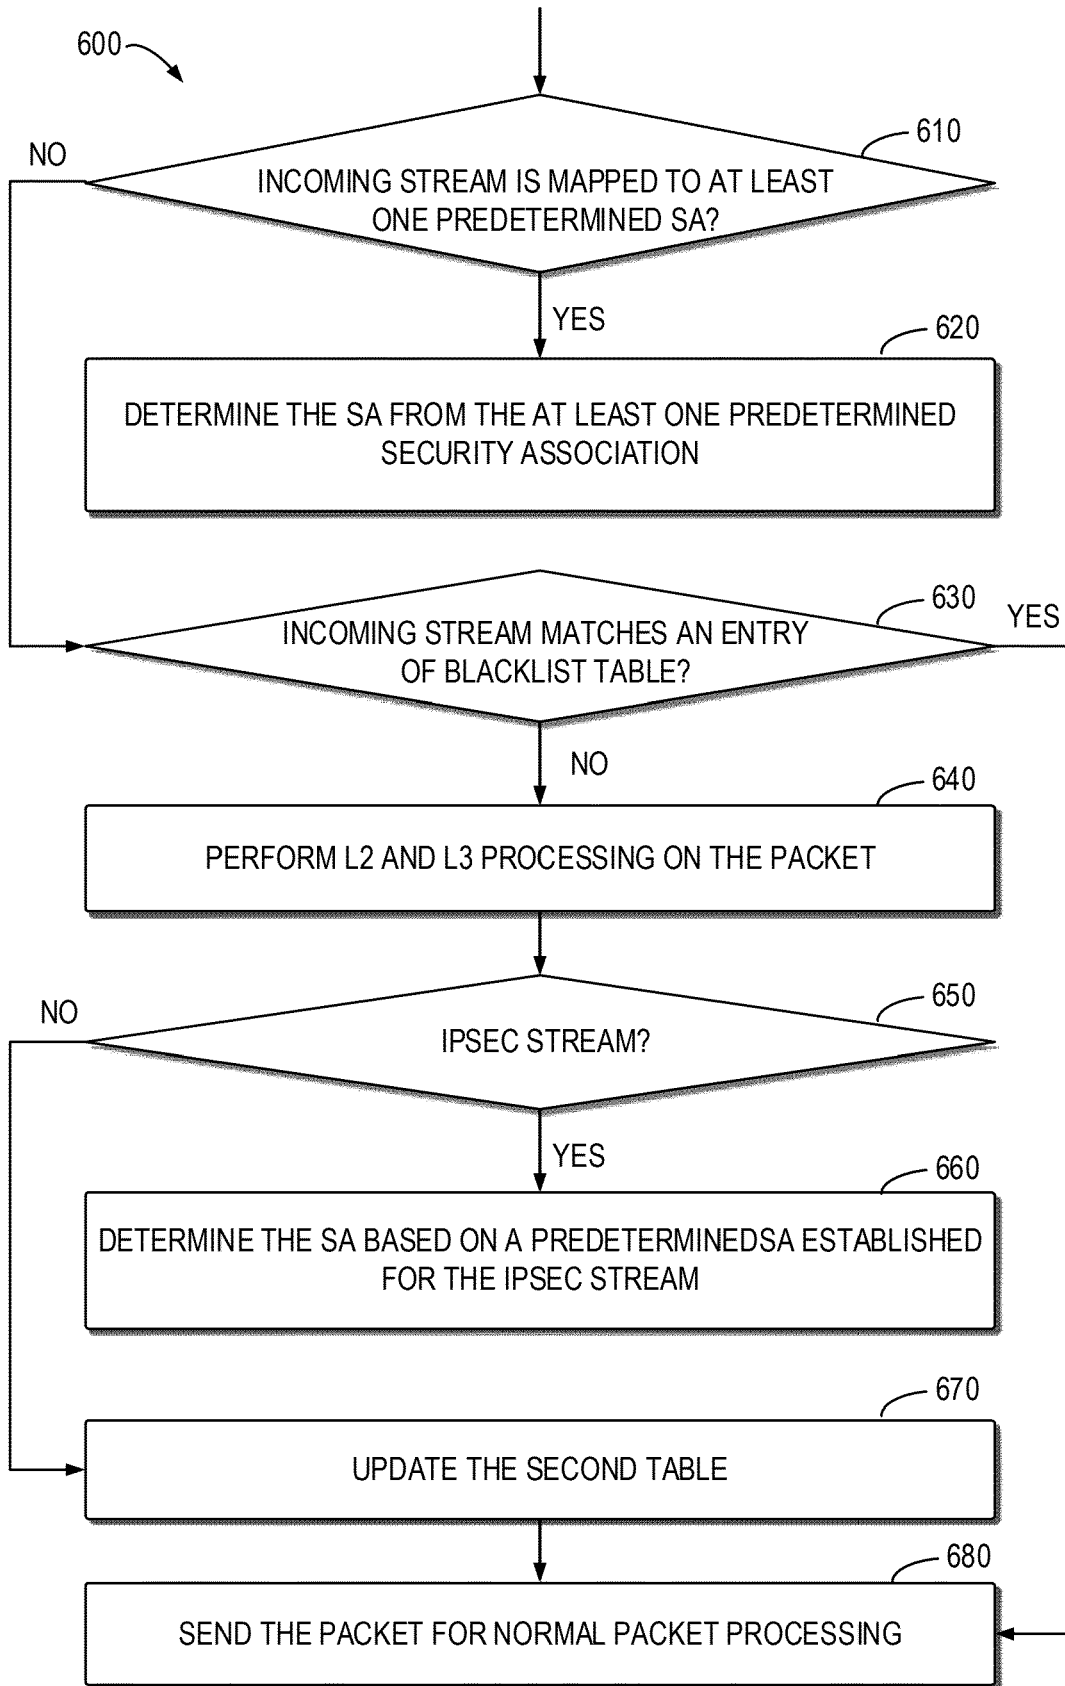 600
610
NO
INCOMING STREAM IS MAPPED TO AT LEAST
ONE PREDETERMINED SA?
YES
620
DETERMINE THE SA FROM THE AT LEAST ONE PREDETERMINED
SECURITY ASSOCIATION
630
YES
INCOMING STREAM MATCHES AN ENTRY
OF BLACKLIST TABLE?
NO
640
PERFORM L2 AND L3 PROCESSING ON THE PACKET
650
NO
IPSEC STREAM?
YES
660
DETERMINE THE SA BASED ON A PREDETERMINEDSA ESTABLISHED
FOR THE IPSEC STREAM
670
UPDATE THE SECOND TABLE
680
SEND THE PACKET FOR NORMAL PACKET PROCESSING